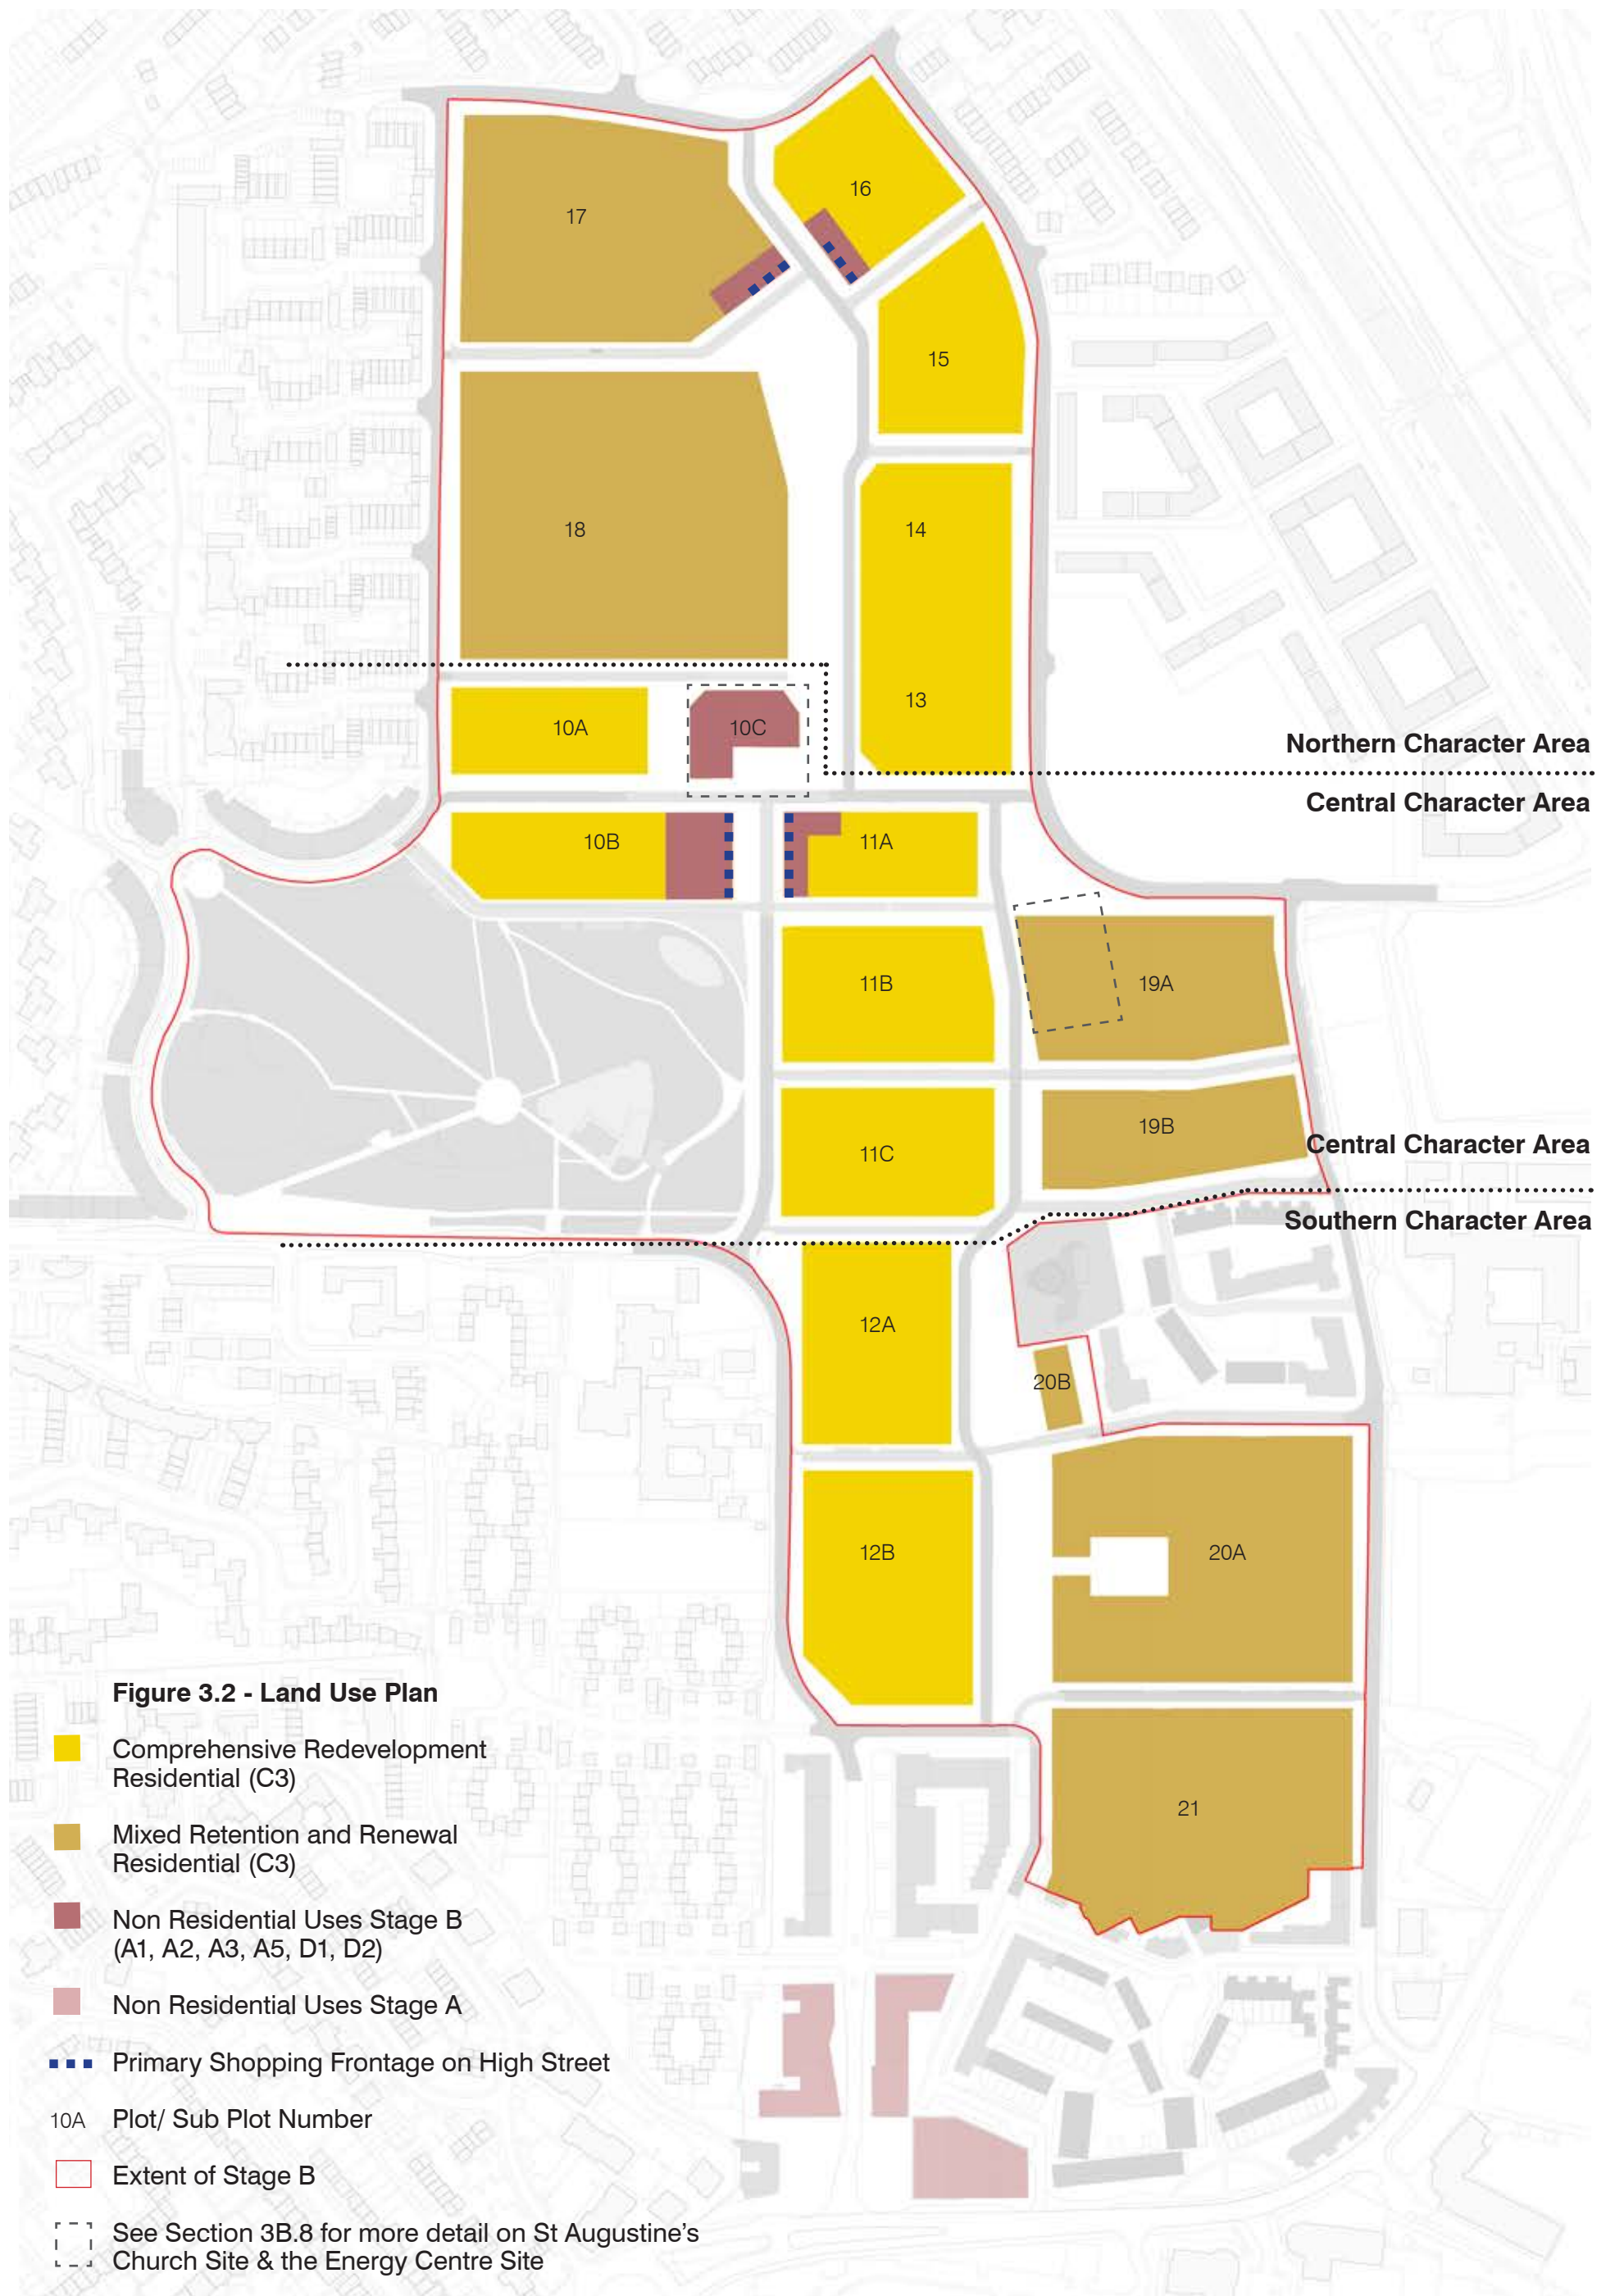 16
17
15
18
14
13
10A
10C
Northern Character Area
Central Character Area
10B
11A
11B
19A
19B
Central Character Area
11C
Southern Character Area
12A
20B
12B
20A
Figure 3.2 - Land Use Plan
Comprehensive Redevelopment
Residential (C3)
21
Mixed Retention and Renewal
Residential (C3)
Non Residential Uses Stage B
(A1, A2, A3, A5, D1, D2)
Non Residential Uses Stage A
Primary Shopping Frontage on High Street
10A Plot/ Sub Plot Number
Extent of Stage B
See Section 3B.8 for more detail on St Augustine’s
Church Site & the Energy Centre Site